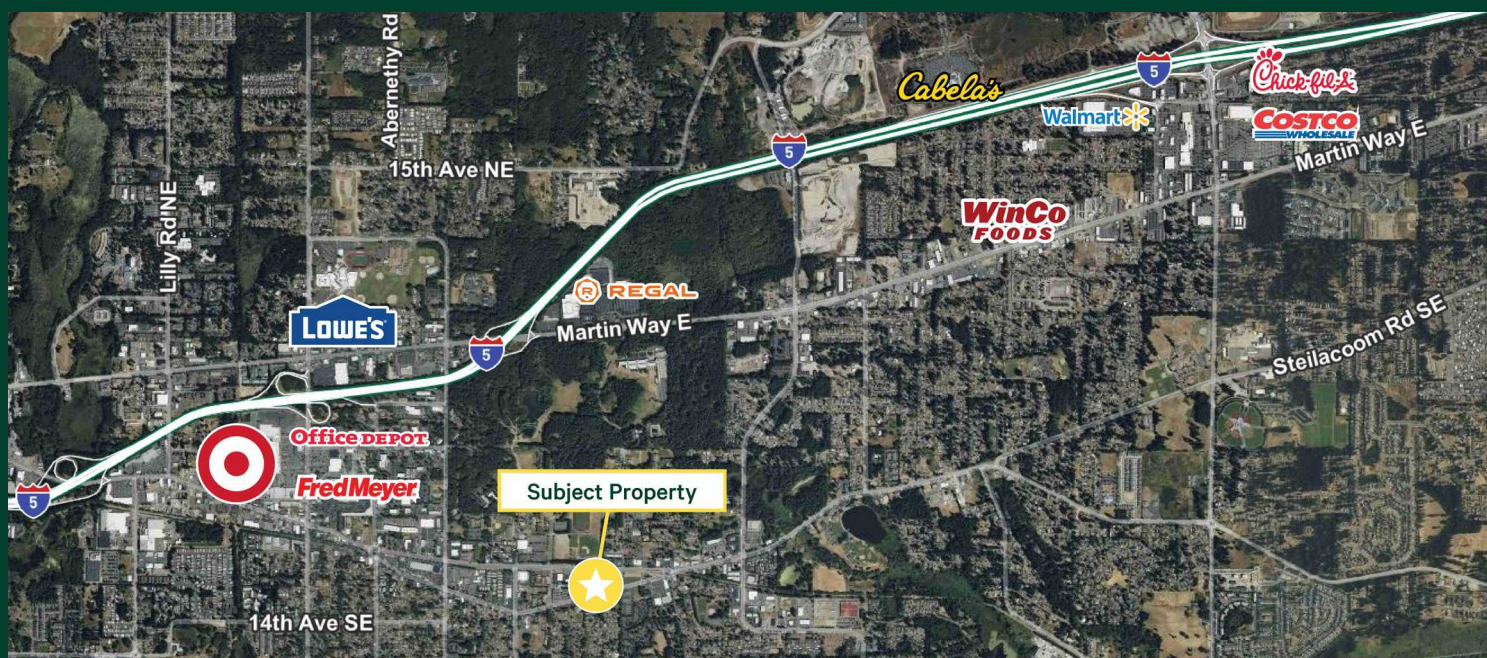 Abernethy Rd
Cabela's
5
Chick-fil-A
Walmart
COSTCO
WHOLESALE
5
Martin Way E
15th Ave NE
Lilly Rd NE
WinCo
FOODS
R REGAL
LOWE'S
Martin Way E
5
Steilacoom Rd SE
Office DEPOT
FredMeyer
5
Subject Property
14th Ave SE